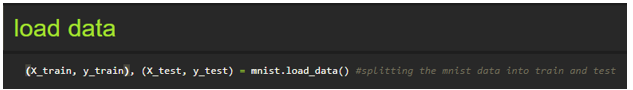 load data
(X_train, y_train), (X_test, y_test) = mnist.load_data() #splitting the mnist data into train and test